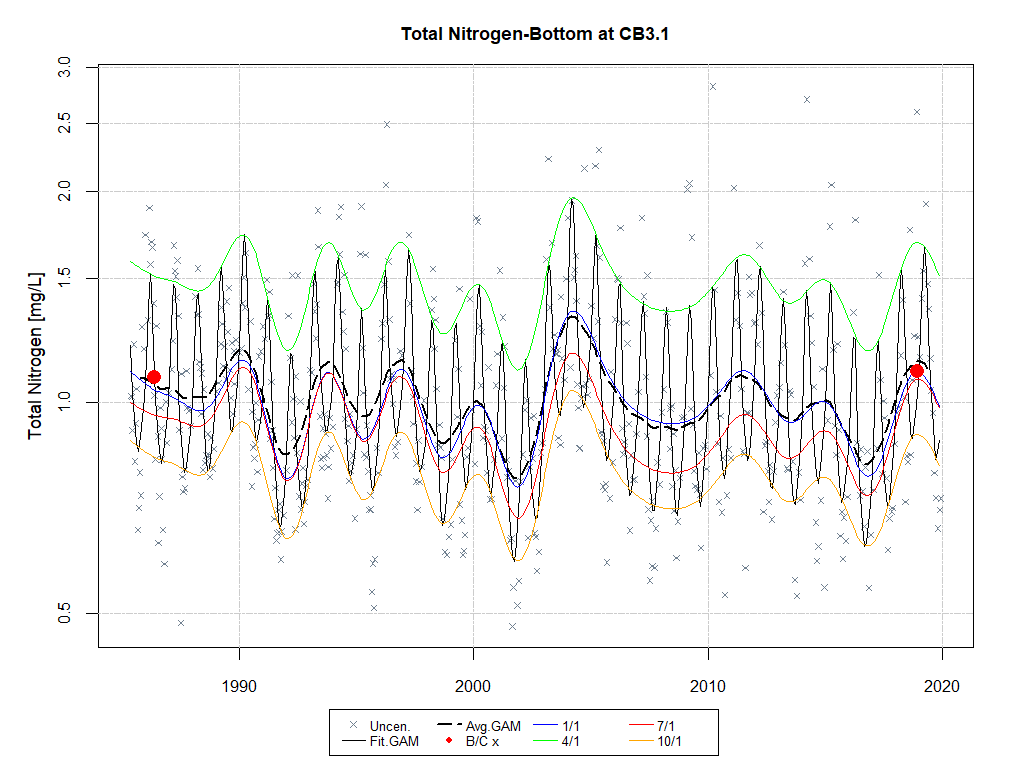 Total Nitrogen-Bottom at CB3.1
Total Nitrogen [mg/L]
3.0
2.5
2.0
1.5
1.0
0.5
1990 2000 2010 2020
Uncen. Avg.GAM 1/1 7/1
Fit.GAM B/C x 4/1 10/1